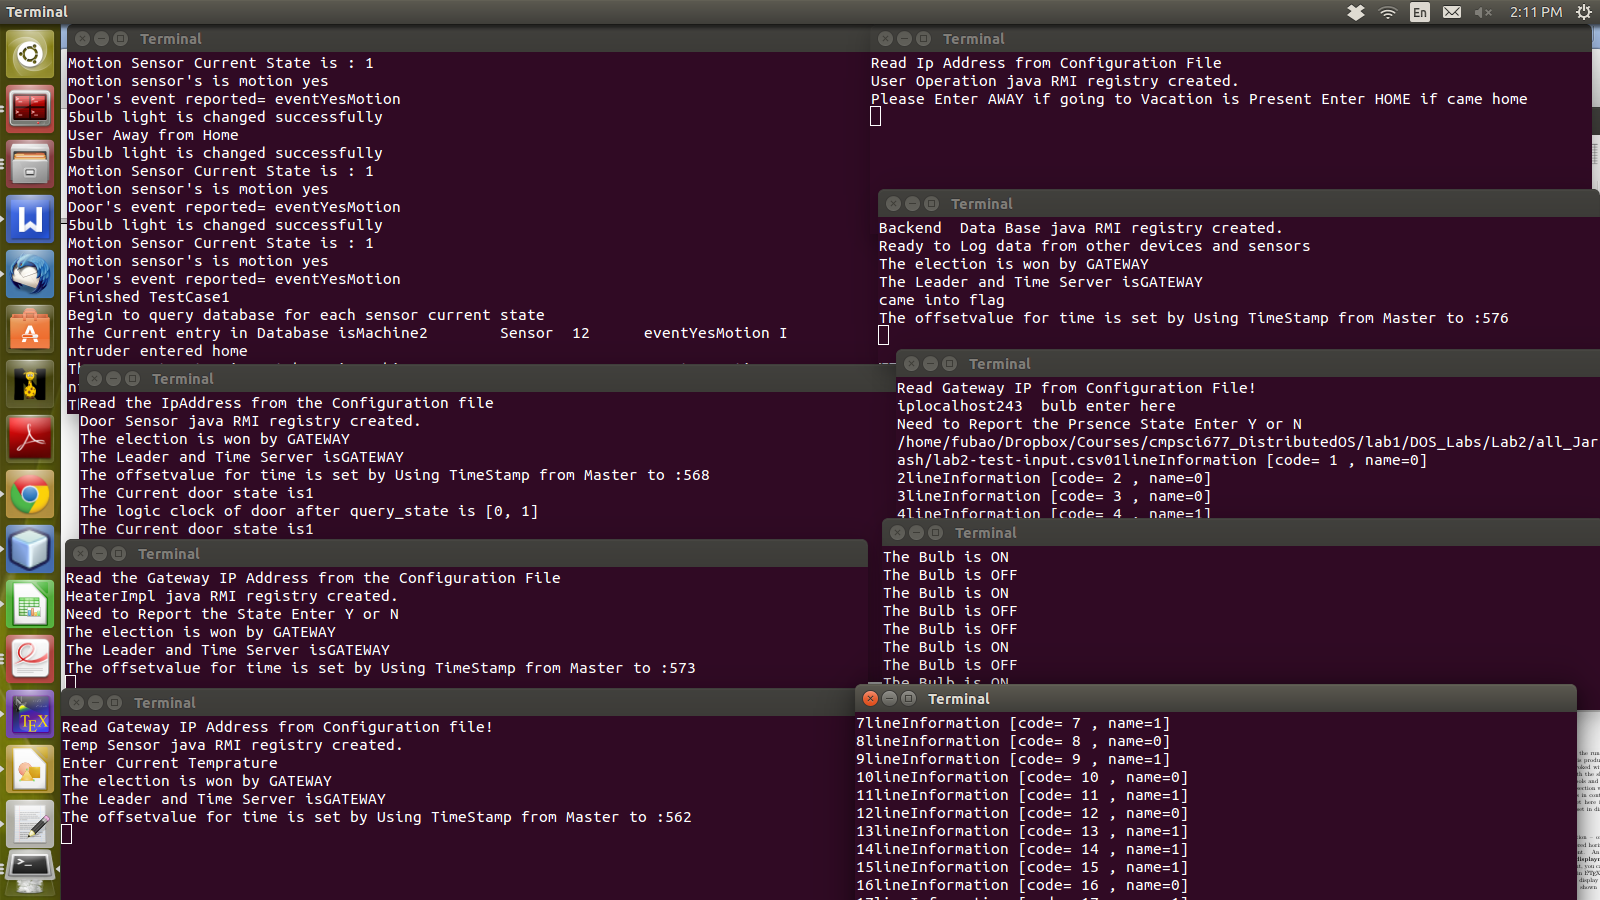 Terminal
En
2:11 PM
Terminal
Motion Sensor Current State is : 1
motion sensor's is motion yes
Door's event reported= eventYesMotion
5bulb light is changed successfully
User Away from Home
5bulb light is changed successfully
Motion Sensor Current State is : 1
motion sensor's is motion yes
Door's event reported= eventYesMotion
5bulb light is changed successfully
Motion Sensor Current State is : 1
motion sensor's is motion yes
Door's event reported= eventYesMotion
Finished TestCase1
Begin to query database for each sensor current state
The Current entry in Database isMachine2        Sensor  12      eventYesMotion I
ntruder entered home
Terminal
Read the IpAddress from the Configuration file
Door Sensor java RMI registry created.
The election is won by GATEWAY
The Leader and Time Server isGATEWAY
The offsetvalue for time is set by Using TimeStamp from Master to :568
The Current door state is1
The logic clock of door after query_state is [0, 1]
The Current door state is1
Terminal
Read the Gateway IP Address from the Configuration File
HeaterImpl java RMI registry created.
Need to Report the State Enter Y or N
The election is won by GATEWAY
The Leader and Time Server isGATEWAY
The offsetvalue for time is set by Using TimeStamp from Master to :573
Terminal
Read Gateway IP Address from Configuration file!
Temp Sensor java RMI registry created.
Enter Current Temprature
The election is won by GATEWAY
The Leader and Time Server isGATEWAY
The offsetvalue for time is set by Using TimeStamp from Master to :562
Terminal
Read Ip Address from Configuration File
User Operation java RMI registry created.
Please Enter AWAY if going to Vacation is Present Enter HOME if came home
Terminal
Backend  Data Base java RMI registry created.
Ready to Log data from other devices and sensors
The election is won by GATEWAY
The Leader and Time Server isGATEWAY
came into flag
The offsetvalue for time is set by Using TimeStamp from Master to :576
Terminal
Read Gateway IP from Configuration File!
iplocalhost243  bulb enter here
Need to Report the Prsence State Enter Y or N
/home/fubao/Dropbox/Courses/cmpsci677_DistributedOS/lab1/DOS_Labs/Lab2/all_Jar
ash/lab2-test-input.csv01lineInformation [code= 1 , name=0]
2lineInformation [code= 2 , name=0]
3lineInformation [code= 3 , name=0]
4lineInformation [code= 4 , name=1]
Terminal
The Bulb is ON
The Bulb is OFF
The Bulb is ON
The Bulb is OFF
The Bulb is OFF
The Bulb is ON
The Bulb is OFF
The Bulb is ON
Terminal
7lineInformation [code= 7 , name=1]
8lineInformation [code= 8 , name=0]
9lineInformation [code= 9 , name=1]
10lineInformation [code= 10 , name=0]
11lineInformation [code= 11 , name=1]
12lineInformation [code= 12 , name=0]
13lineInformation [code= 13 , name=1]
14lineInformation [code= 14 , name=1]
15lineInformation [code= 15 , name=1]
16lineInformation [code= 16 , name=0]